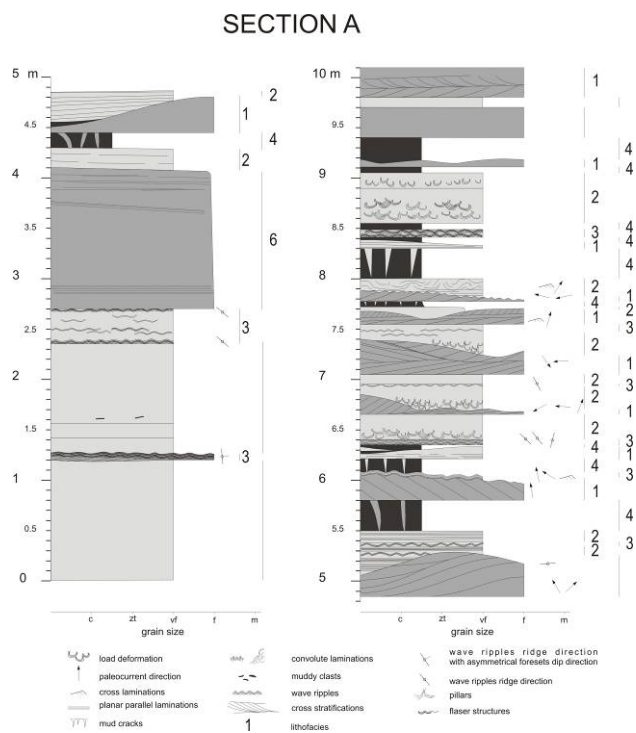 SECTION A
5 m
4.5
4
3.5
3
2.5
2
1.5
1
0.5
0
2
1
4
2
6
3
3
c zt vf f m
grain size
10 m
9.5
9
8.5
8
7.5
7
6.5
6
5.5
5
1
4
1
4
2
3
4
4
1
4
2
1
4
2
1
3
2
1
2
3
2
1
2
3
4
1
4
3
1
4
2
3
2
c zt vf f m
grain size
load deformation
paleocurrent direction
cross laminations
planar parallel laminations
mud cracks
convolute laminations
muddy clasts
wave ripples
cross stratifications
1 lithofacies
wave ripples ridge direction
with asymmetrical foresets dip direction
wave ripples ridge direction
pillars
flaser structures